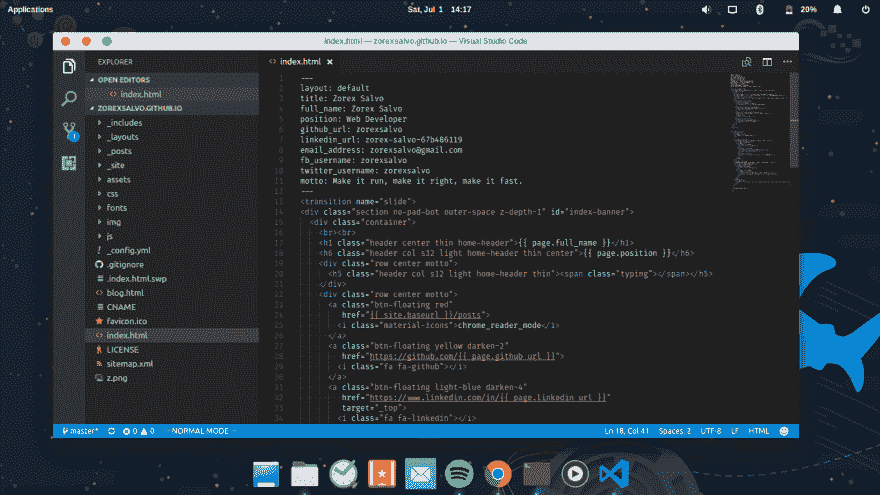 Applications
Sat, Jul 1 14:17
20%
index.html — zorexsalvo.github.io — Visual Studio Code
EXPLORER
OPEN EDITORS
<> index.html
ZOREXSALVO.GITHUB.IO
_includes
_layouts
_posts
_site
assets
css
fonts
img
js
! _config.yml
.gitignore
.index.html.swp
<> blog.html
CNAME
favicon.ico
<> index.html
LICENSE
sitemap.xml
z.png
1
<> index.html ×
1 ---
2 layout: default
3 title: Zorex Salvo
4 full_name: Zorex Salvo
5 position: Web Developer
6 github_url: zorexsalvo
7 linkedin_url: zorex-salvo-67b486119
8 email_address: zorexsalvo@gmail.com
9 fb_username: zorexsalvo
10 twitter_username: zorexsalvo
11 motto: Make it run, make it right, make it fast.
12 ---
13 <transition name="slide">
14 <div class="section no-pad-bot outer-space z-depth-1" id="index-banner">
15 <div class="container">
16 <br><br>
17 <h1 class="header center thin home-header">{{ page.full_name }}</h1>
18 <h6 class="header col s12 light home-header thin center">{{ page.position }}</h6>
19 <div class="row center motto">
20 <h5 class="header col s12 light home-header thin"><span class="typing"></span></h5>
21 </div>
22 <div class="row center motto">
23 <a class="btn-floating red"
24 href="{{ site.baseurl }}/posts">
25 <i class="material-icons">chrome_reader_mode</i>
26 </a>
27 <a class="btn-floating yellow darken-2"
28 href="https://github.com/{{ page.github_url }}">
29 <i class="fa fa-github"></i>
30 </a>
31 <a class="btn-floating light-blue darken-4"
32 href="https://www.linkedin.com/in/{{ page.linkedin_url }}"
33 target="_top">
34 <i class="fa fa-linkedin"></i>
master* 0 0 --NORMAL MODE -- Ln 18, Col 41 Spaces: 2 UTF-8 LF HTML